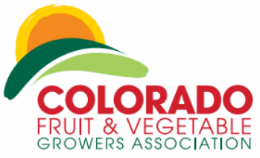 COLORADO
FRUIT & VEGETABLE
GROWERS ASSOCIATION